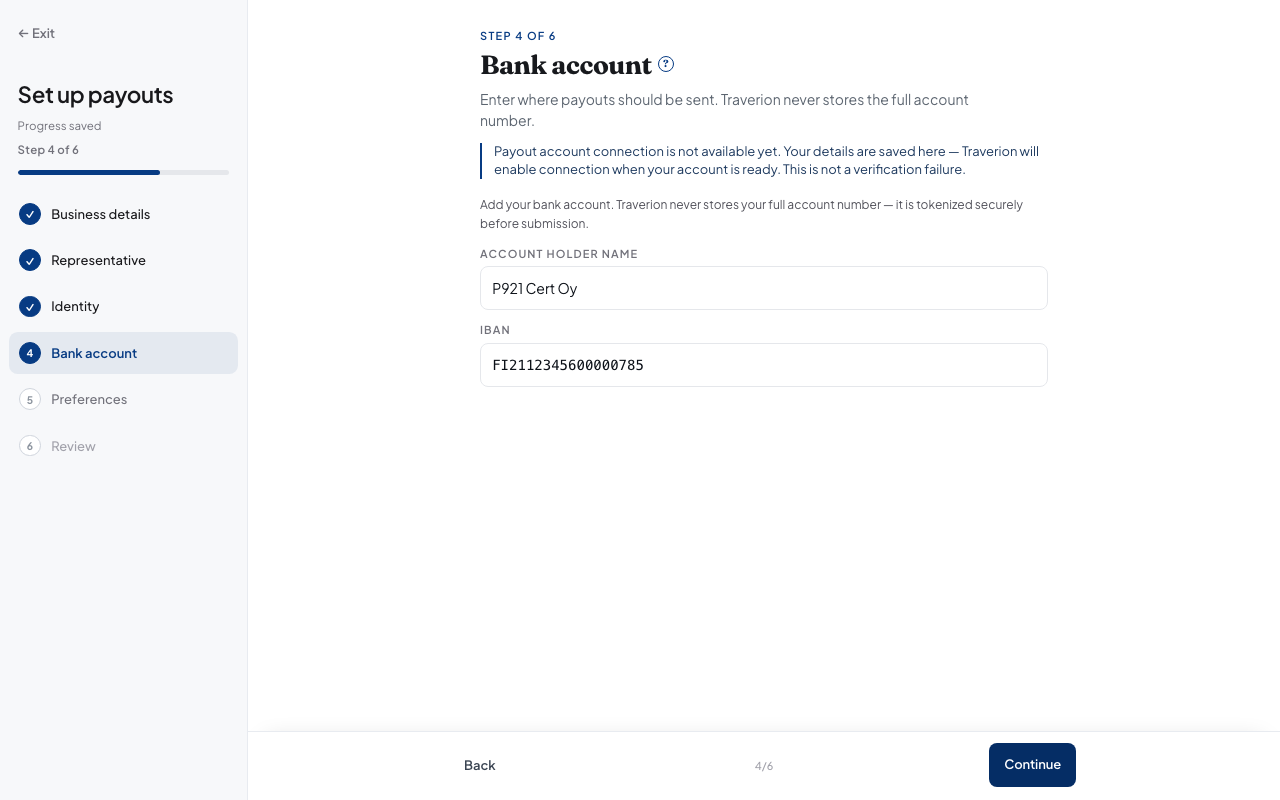 ← Exit
Set up payouts
Progress saved
Step 4 of 6
Business details
Representative
Identity
4 Bank account
5 Preferences
6 Review
STEP 4 OF 6
Bank account ?
Enter where payouts should be sent. Traverion never stores the full account
number.
Payout account connection is not available yet. Your details are saved here — Traverion will
enable connection when your account is ready. This is not a verification failure.
Add your bank account. Traverion never stores your full account number — it is tokenized securely
before submission.
ACCOUNT HOLDER NAME
P921 Cert Oy
IBAN
FI2112345600000785
Back
4/6
Continue